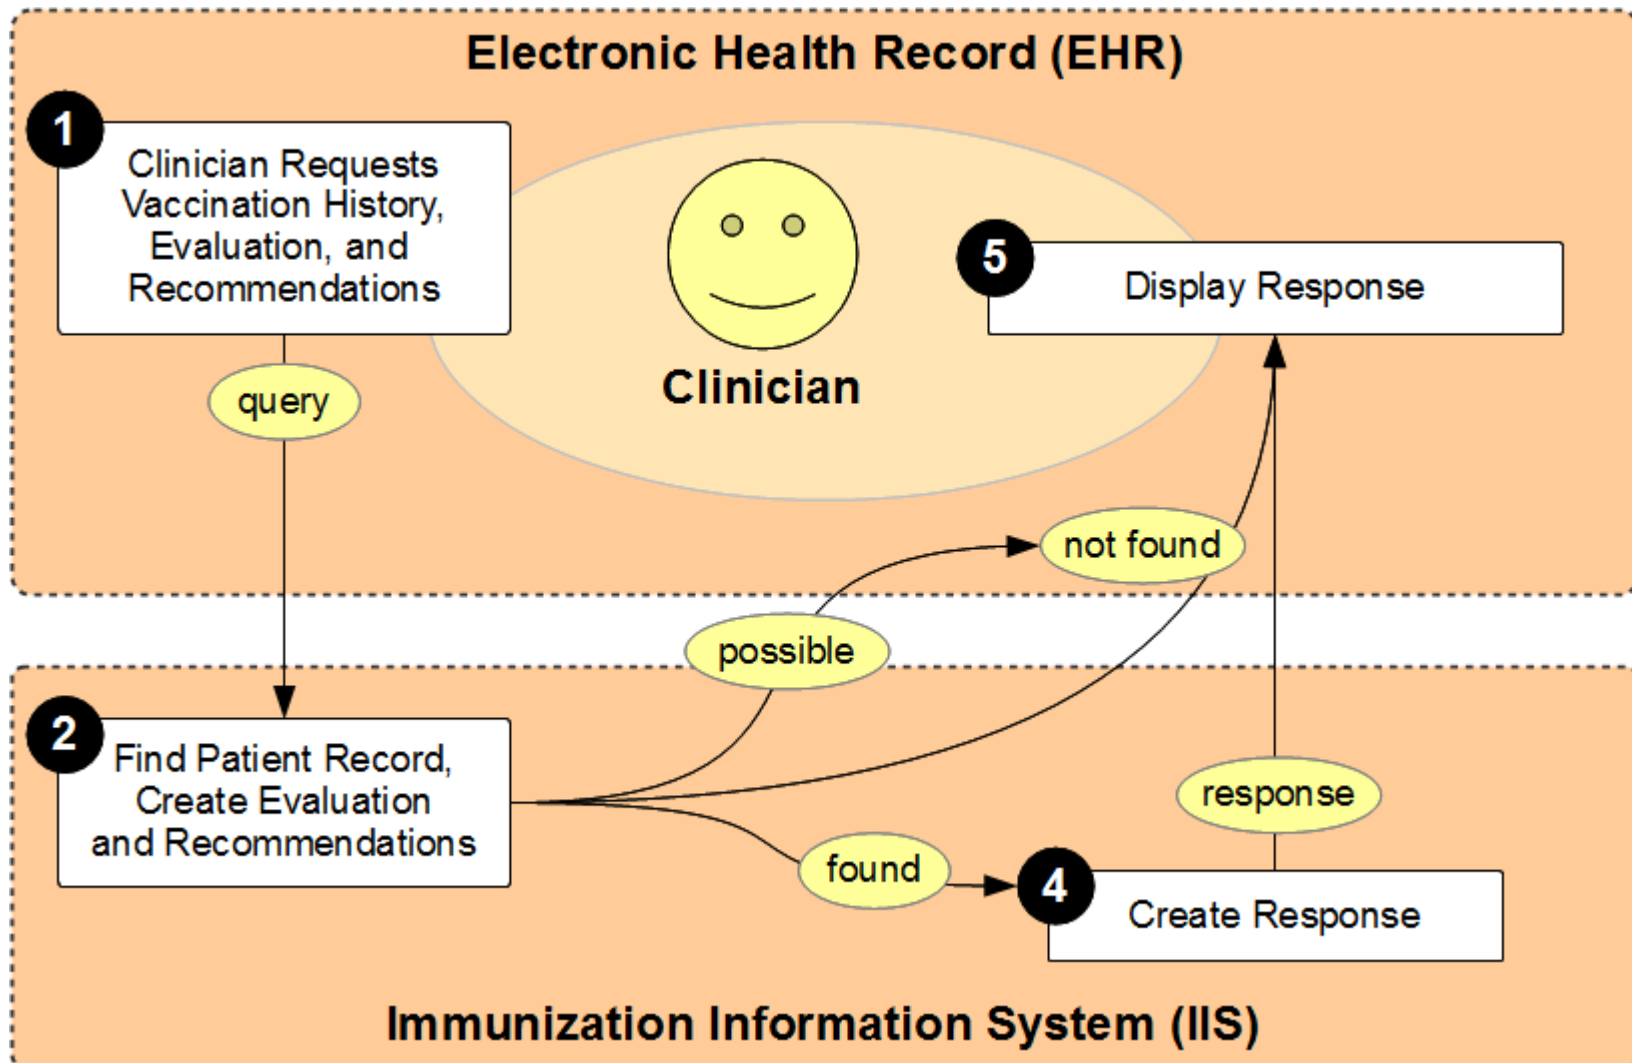 Electronic Health Record (EHR)
1
Clinician Requests
Vaccination History,
Evaluation, and
Recommendations
query
Clinician
5
Display Response
not found
possible
2
Find Patient Record,
Create Evaluation
and Recommendations
found
response
4
Create Response
Immunization Information System (IIS)